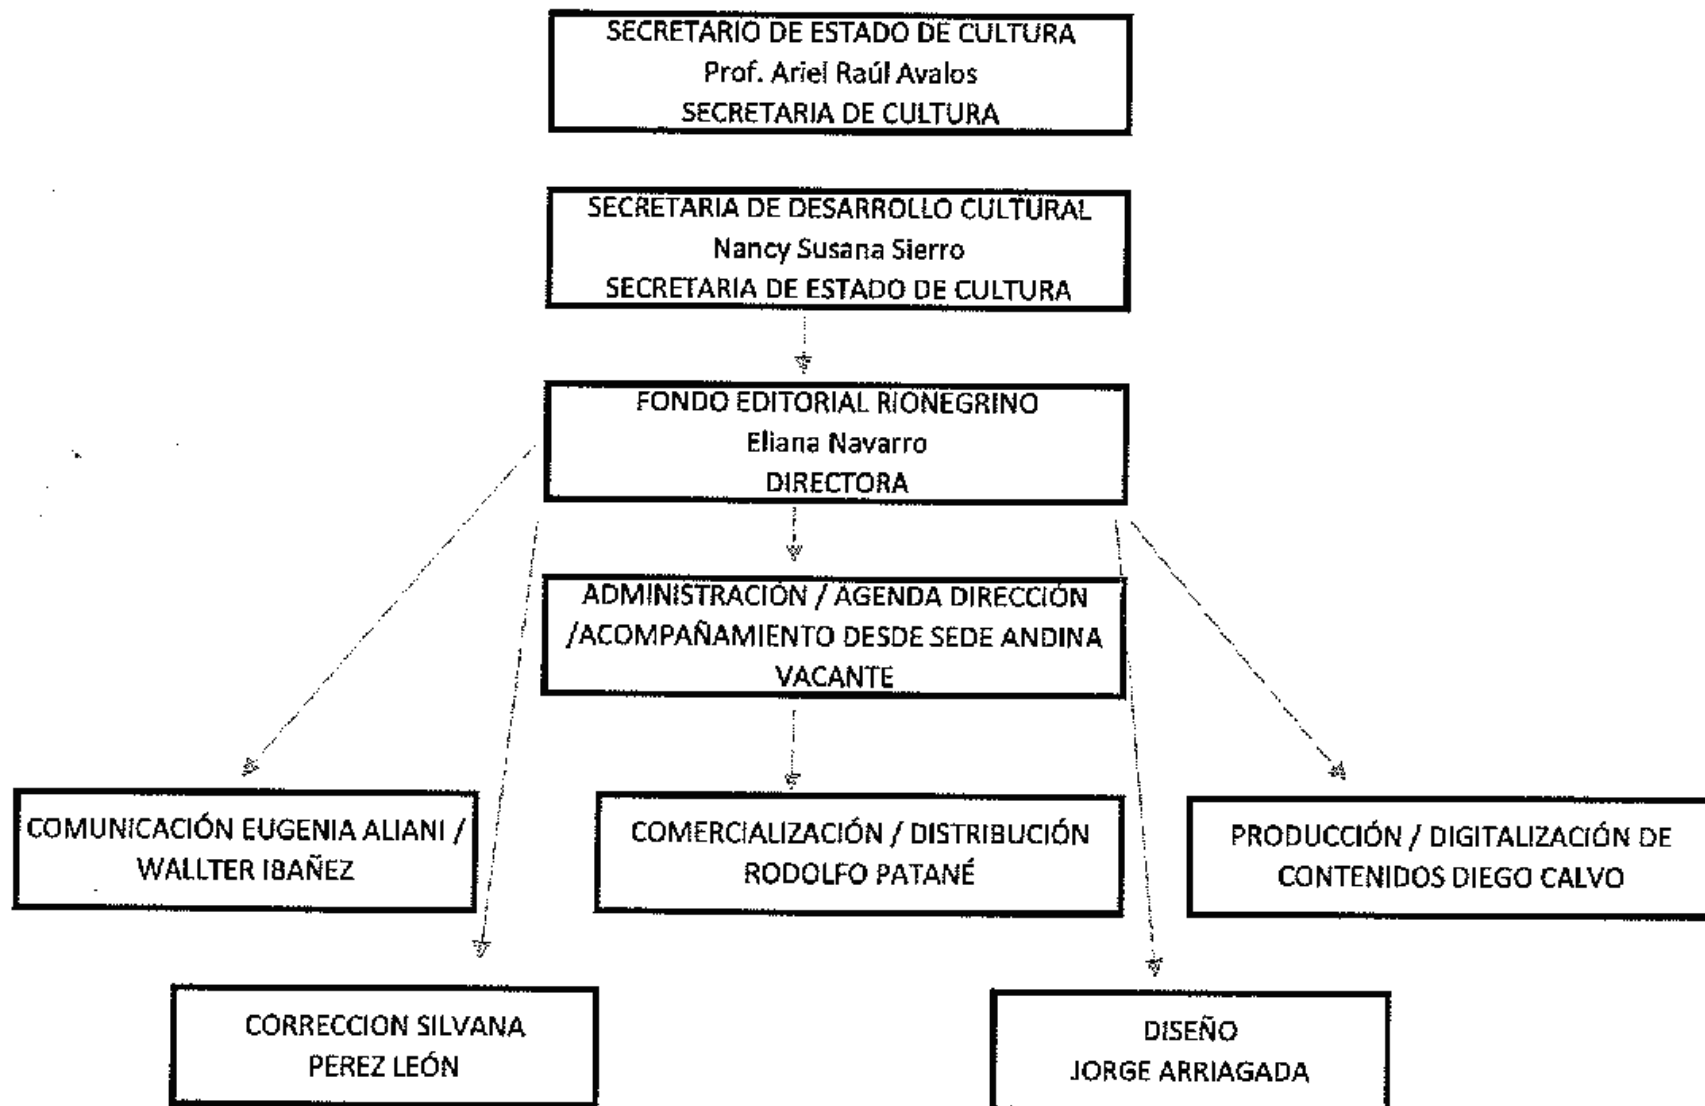 SECRETARIO DE ESTADO DE CULTURA
Prof. Ariel Raúl Avalos
SECRETARIA DE CULTURA
SECRETARIA DE DESARROLLO CULTURAL
Nancy Susana Sierro
SECRETARIA DE ESTADO DE CULTURA
FONDO EDITORIAL RIONEGRINO
Eliana Navarro
DIRECTORA
ADMINISTRACIÓN / AGENDA DIRECCIÓN
/ACOMPAÑAMIENTO DESDE SEDE ANDINA
VACANTE
COMUNICACIÓN EUGENIA ALIANI /
WALLTER IBAÑEZ
COMERCIALIZACIÓN / DISTRIBUCIÓN
RODOLFO PATANÉ
PRODUCCIÓN / DIGITALIZACIÓN DE
CONTENIDOS DIEGO CALVO
CORRECCION SILVANA
PEREZ LEÓN
DISEÑO
JORGE ARRIAGADA